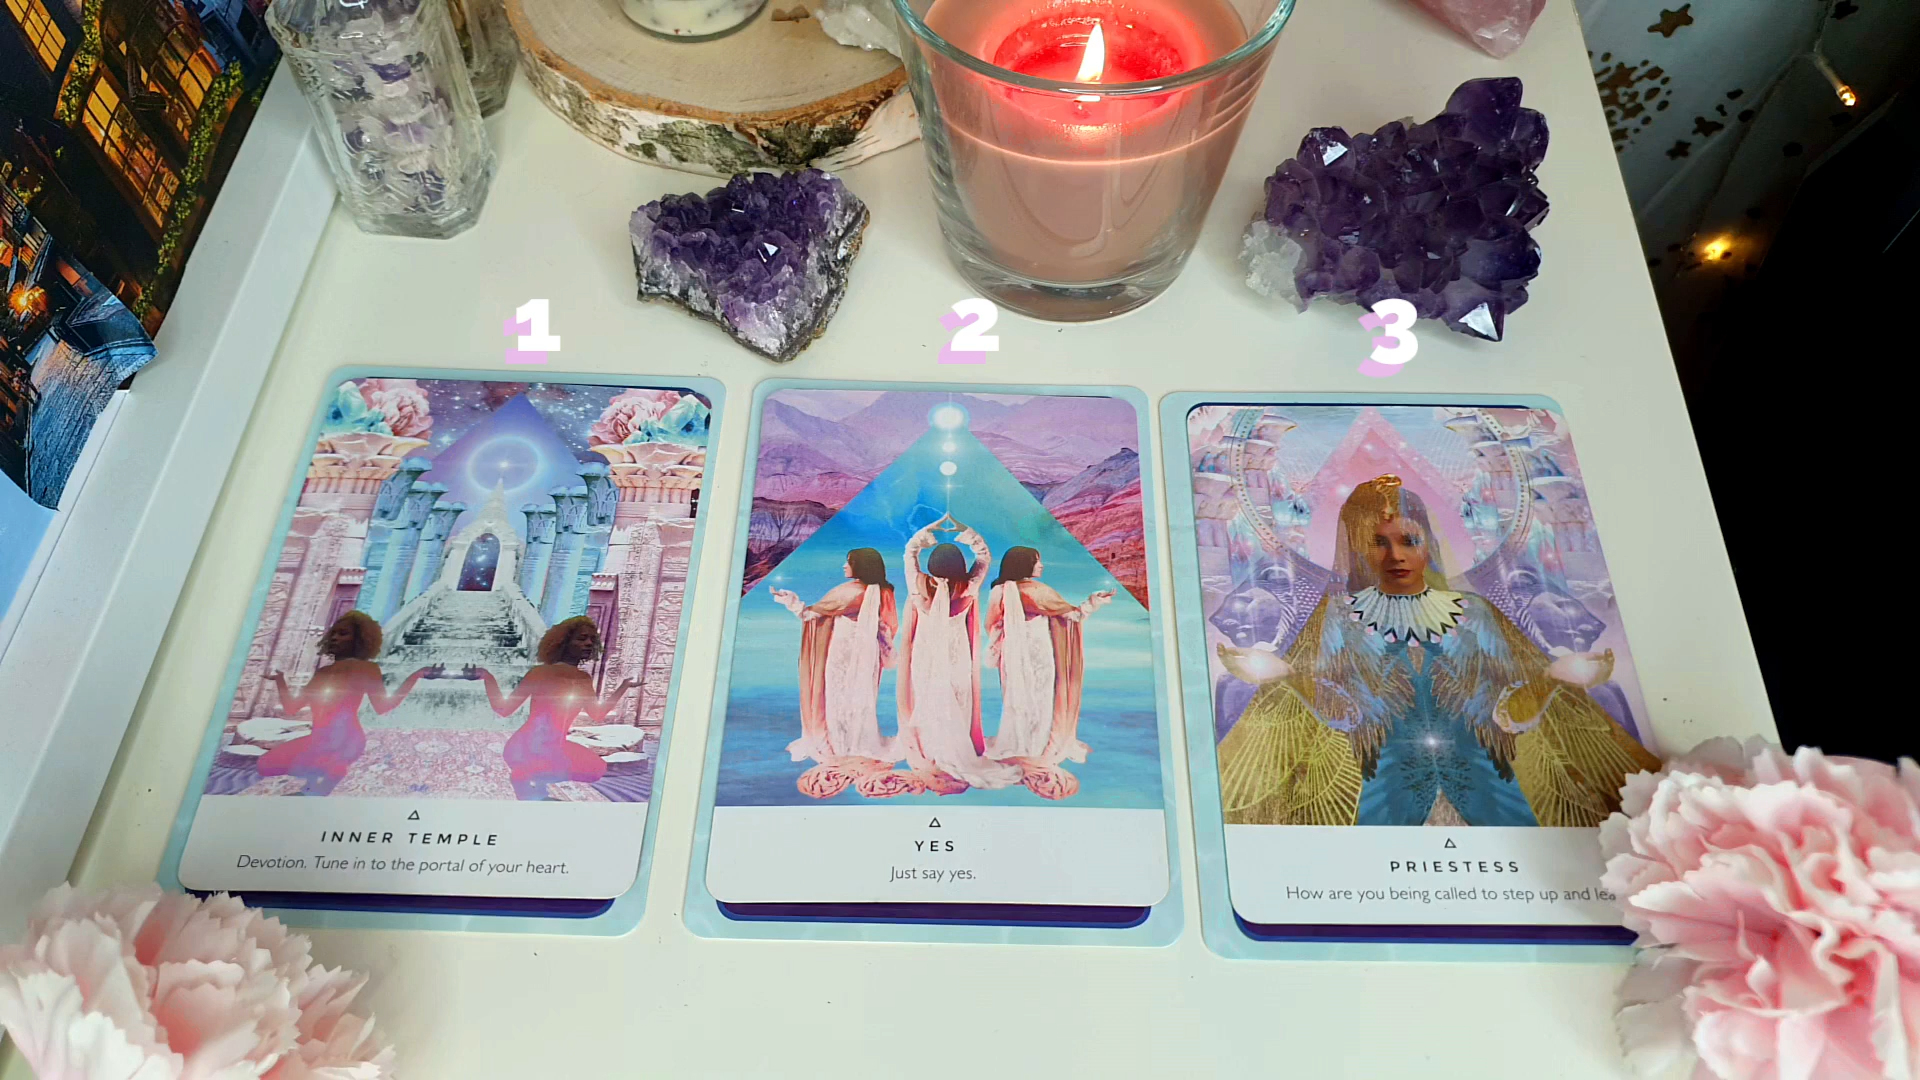 1
2
3
INNER TEMPLE
Devotion. Tune in to the portal of your heart.
YES
Just say yes.
PRIESTESS
How are you being called to step up and